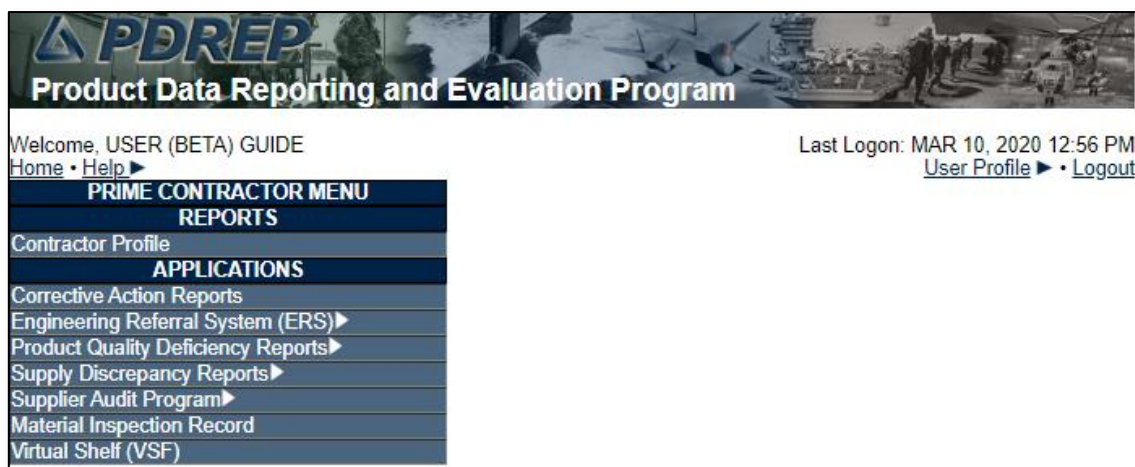 PDREP
Product Data Reporting and Evaluation Program
Welcome, USER (BETA) GUIDE
Last Logon: MAR 10, 2020 12:56 PM
Home • Help ►
User Profile ► • Logout
PRIME CONTRACTOR MENU
REPORTS
Contractor Profile
APPLICATIONS
Corrective Action Reports
Engineering Referral System (ERS)►
Product Quality Deficiency Reports►
Supply Discrepancy Reports►
Supplier Audit Program►
Material Inspection Record
Virtual Shelf (VSF)